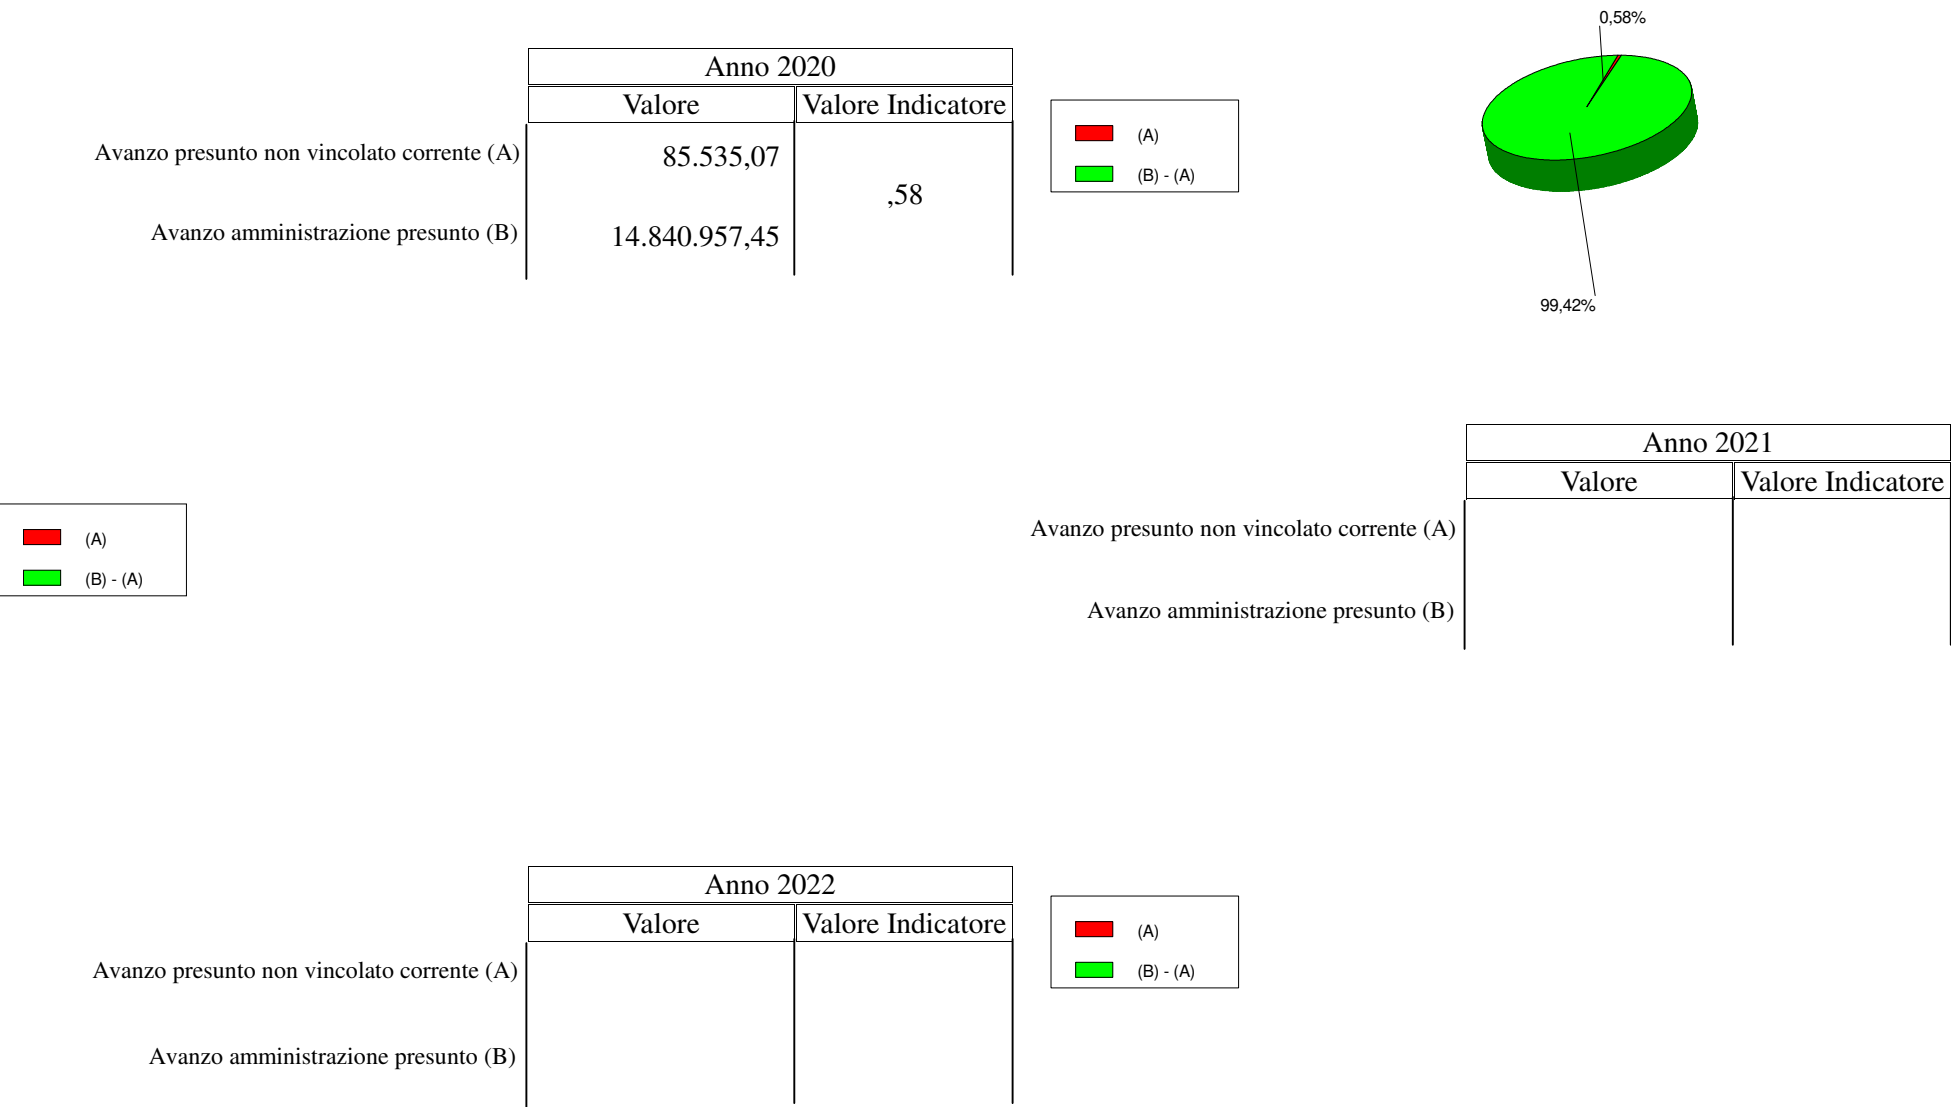 0,58%
Anno 2020
Valore Valore Indicatore
(A)
Avanzo presunto non vincolato corrente (A) 85.535,07
(B) - (A)
,58
Avanzo amministrazione presunto (B) 14.840.957,45
99,42%
Anno 2021
Valore Valore Indicatore
Avanzo presunto non vincolato corrente (A)
(A)
(B) - (A)
Avanzo amministrazione presunto (B)
Anno 2022
Valore Valore Indicatore
(A)
Avanzo presunto non vincolato corrente (A)
(B) - (A)
Avanzo amministrazione presunto (B)